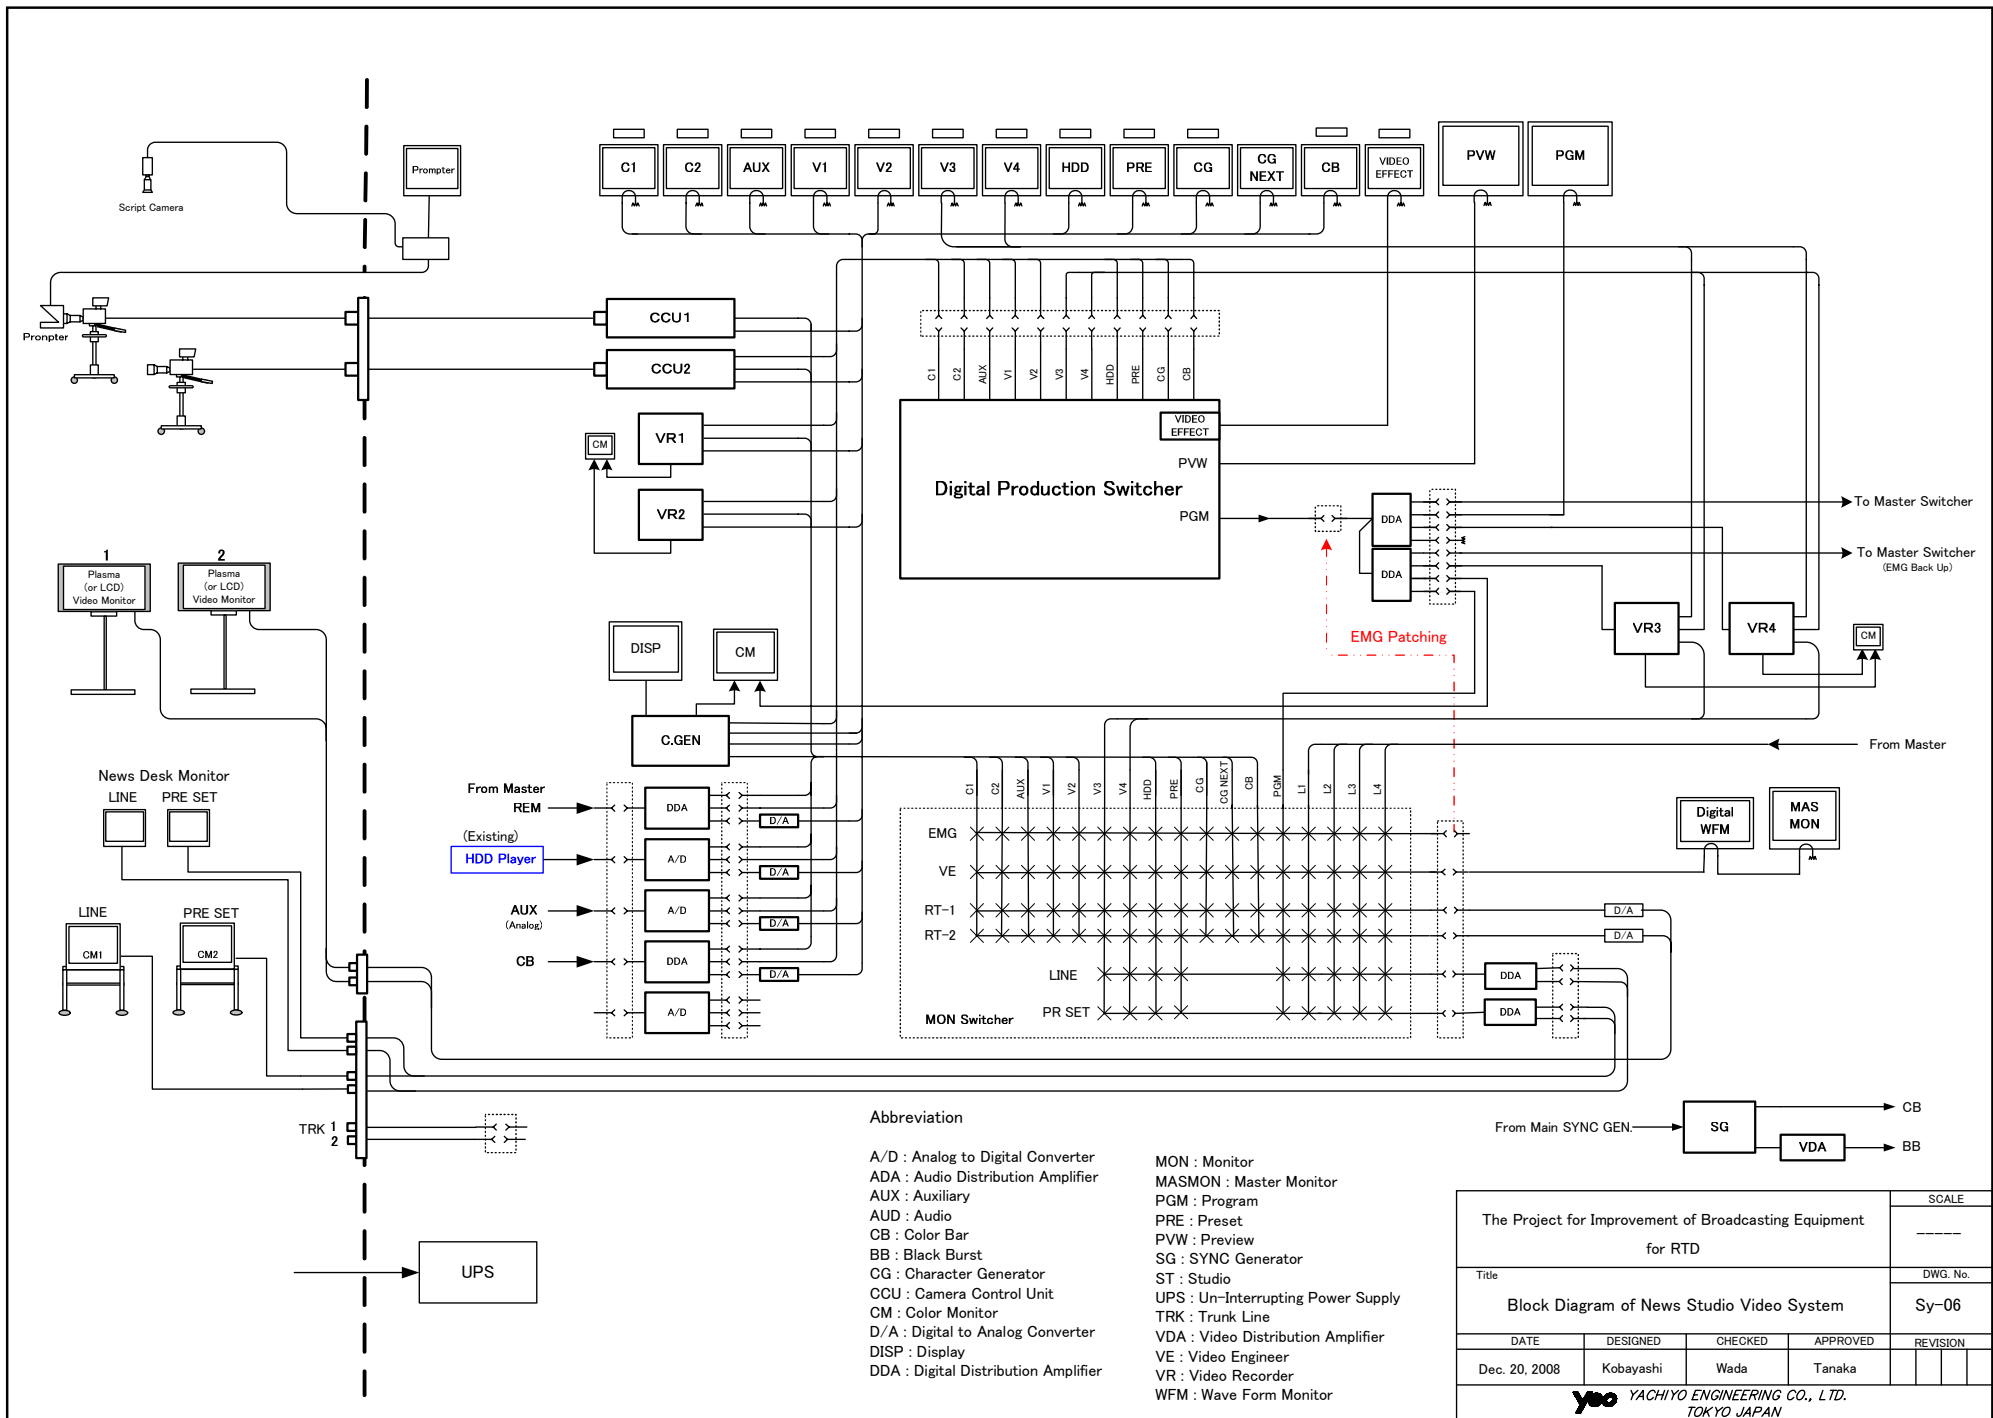 C1
C2
AUX
V1
V2
V3
V4
HDD
PRE
CG
CG
NEXT
CB
VIDEO
EFFECT
PVW
PGM
Script Camera
Prompter
Pronpter
CCU1
CCU2
VR1
CM
VR2
C1
C2
AUX
V1
V2
V3
V4
HDD
PRE
CG
CB
VIDEO
EFFECT
PVW
Digital Production Switcher
PGM
DDA
DDA
To Master Switcher
To Master Switcher
(EMG Back Up)
EMG Patching
VR3
VR4
CM
1
2
Plasma
(or LCD)
Video Monitor
Plasma
(or LCD)
Video Monitor
DISP
CM
C.GEN
From Master
News Desk Monitor
LINE
PRE SET
LINE
PRE SET
CM1
CM2
From Master
REM
(Existing)
HDD Player
AUX
(Analog)
CB
DDA
A/D
A/D
DDA
A/D
D/A
D/A
D/A
D/A
C1
C2
AUX
V1
V2
V3
V4
HDD
PRE
CG
CG NEXT
CB
PGM
L1
L2
L3
L4
EMG
VE
RT-1
RT-2
LINE
PR SET
MON Switcher
Digital
WFM
MAS
MON
D/A
D/A
DDA
DDA
TRK 1
2
UPS
From Main SYNC GEN.
SG
VDA
CB
BB
Abbreviation
A/D : Analog to Digital Converter
ADA : Audio Distribution Amplifier
AUX : Auxiliary
AUD : Audio
CB : Color Bar
BB : Black Burst
CG : Character Generator
CCU : Camera Control Unit
CM : Color Monitor
D/A : Digital to Analog Converter
DISP : Display
DDA : Digital Distribution Amplifier
MON : Monitor
MASMON : Master Monitor
PGM : Program
PRE : Preset
PVW : Preview
SG : SYNC Generator
ST : Studio
UPS : Un-Interrupting Power Supply
TRK : Trunk Line
VDA : Video Distribution Amplifier
VE : Video Engineer
VR : Video Recorder
WFM : Wave Form Monitor
The Project for Improvement of Broadcasting Equipment
for RTD
SCALE
-----
Title
Block Diagram of News Studio Video System
DWG. No.
Sy-06
DATE
DESIGNED
CHECKED
APPROVED
REVISION
Dec. 20, 2008
Kobayashi
Wada
Tanaka
yeo YACHIYO ENGINEERING CO., LTD.
TOKYO JAPAN